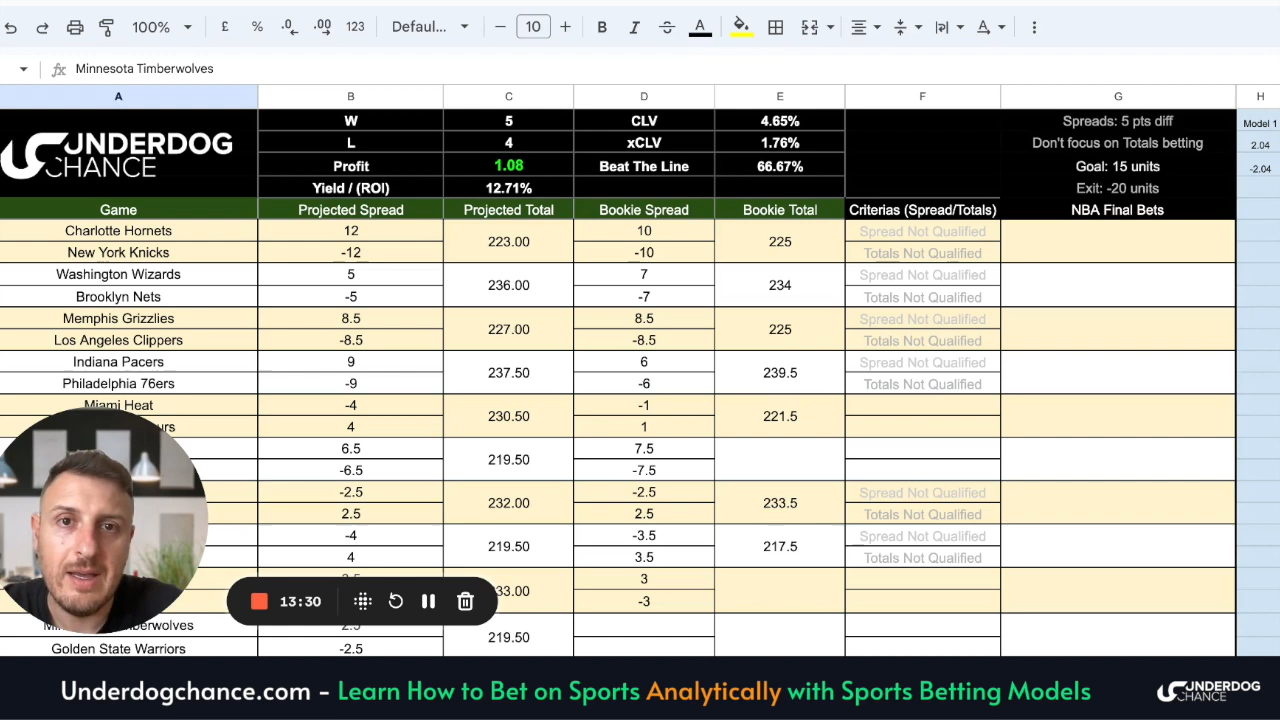 100% £ % .0 .00 123 Defaul... − 10 + B I S A
fx Minnesota Timberwolves
A B C D E F G H
UNDERDOG CHANCE
W 5 CLV 4.65% Spreads: 5 pts diff Model 1
L 4 xCLV 1.76% Don't focus on Totals betting 2.04
Profit 1.08 Beat The Line 66.67% Goal: 15 units -2.04
Yield / (ROI) 12.71% Exit: -20 units
Game Projected Spread Projected Total Bookie Spread Bookie Total Criterias (Spread/Totals) NBA Final Bets
Charlotte Hornets 12 223.00 10 225 Spread Not Qualified
New York Knicks -12 -10 Totals Not Qualified
Washington Wizards 5 236.00 7 234 Spread Not Qualified
Brooklyn Nets -5 -7 Totals Not Qualified
Memphis Grizzlies 8.5 227.00 8.5 225 Spread Not Qualified
Los Angeles Clippers -8.5 -8.5 Totals Not Qualified
Indiana Pacers 9 237.50 6 239.5 Spread Not Qualified
Philadelphia 76ers -9 -6 Totals Not Qualified
Miami Heat -4 230.50 -1 221.5
4 1
6.5 219.50 7.5
-6.5 -7.5
-2.5 232.00 -2.5 233.5 Spread Not Qualified
2.5 2.5 Totals Not Qualified
-4 219.50 -3.5 217.5 Spread Not Qualified
4 3.5 Totals Not Qualified
3
-3
13:30
2.5 219.50
Golden State Warriors -2.5
Underdogchance.com - Learn How to Bet on Sports Analytically with Sports Betting Models
UNDERDOG CHANCE